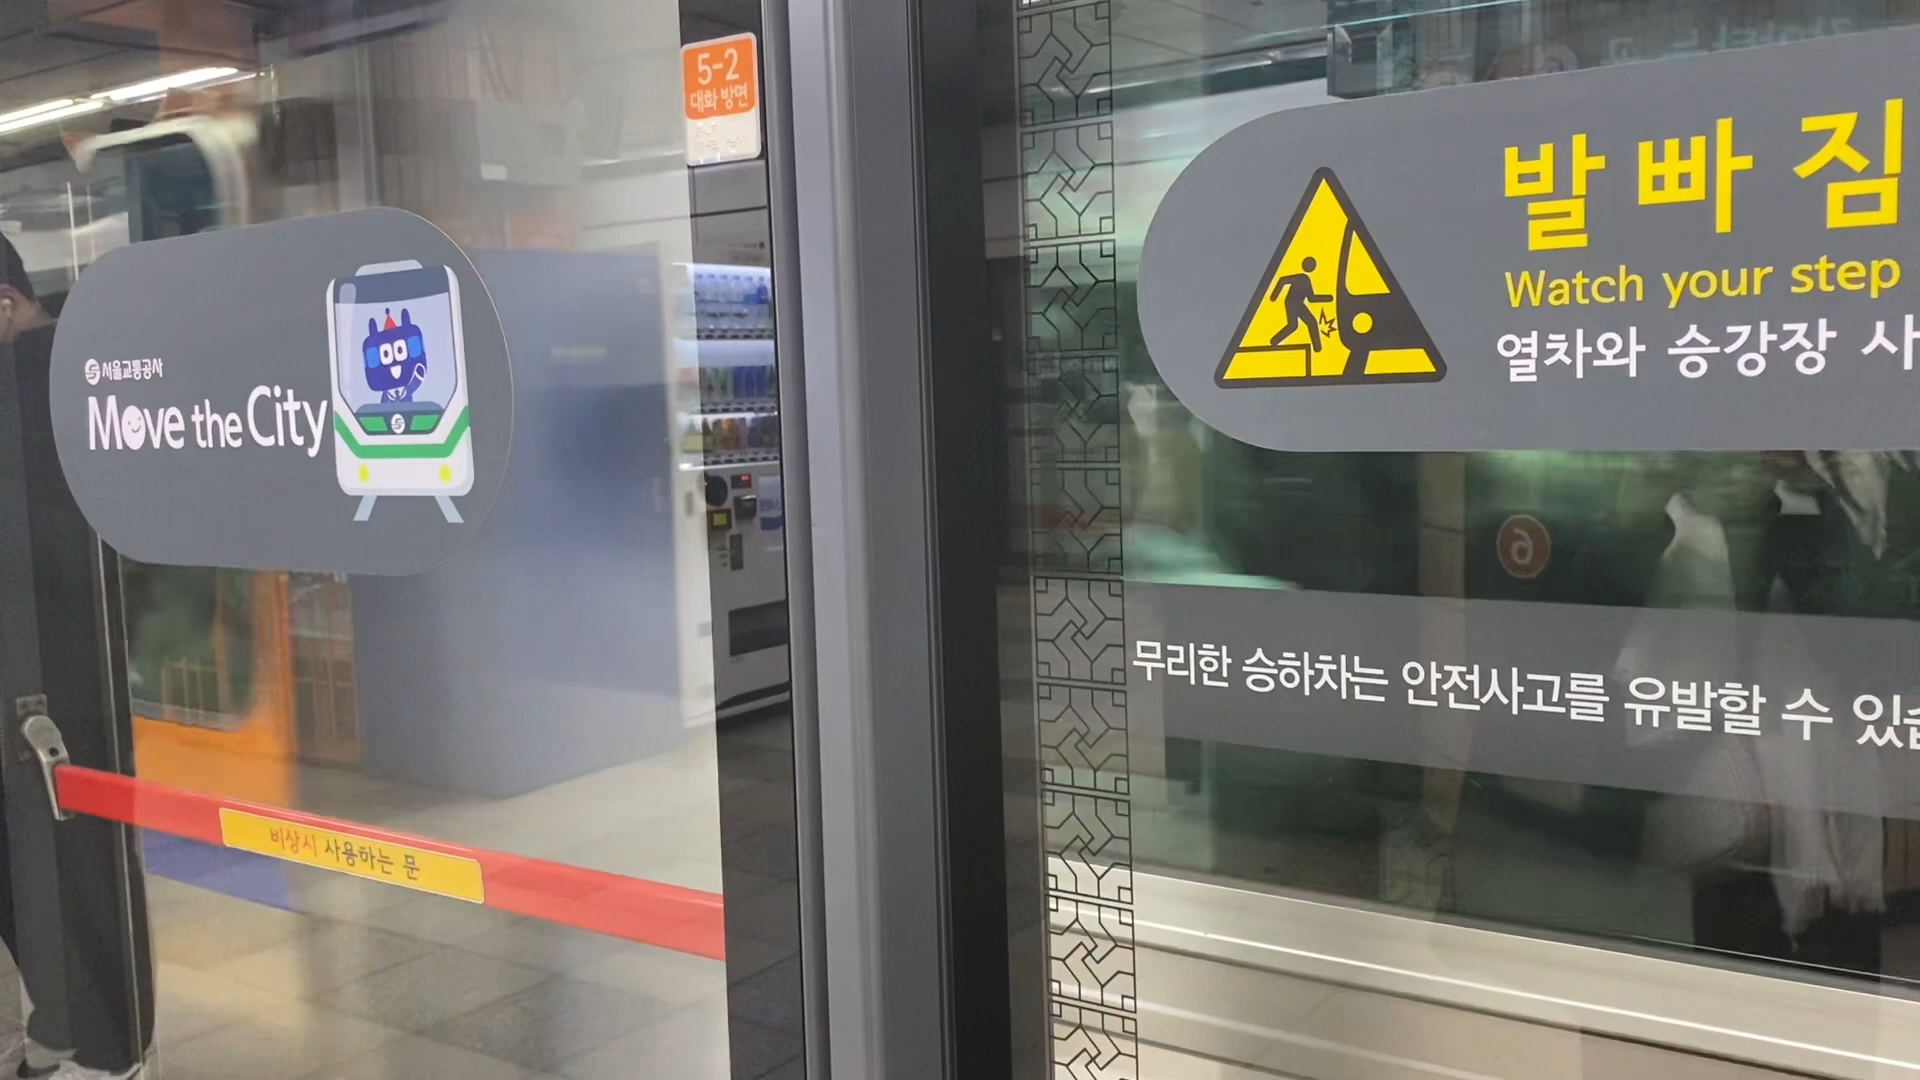 5-2
대화 방면
서울교통공사
Move the City
비상시 사용하는 문
발 빠 짐
Watch your step
열차와 승강장 사
무리한 승하차는 안전사고를 유발할 수 있습
6